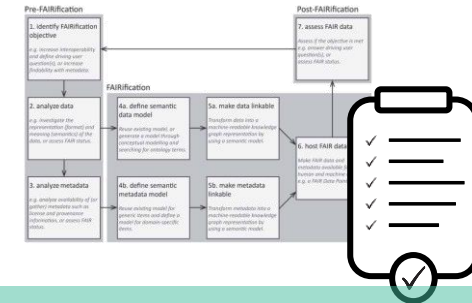 Pre-FAIRification
Post-FAIRification
1. identify FAIRification
objective
e.g. increase interoperability
and define driving user
question(s), or increase
findability with metadata.
7. assess FAIR data
Assess if the objective is met
e.g. answer driving user
question(s), or
assess FAIR status.
FAIRification
2. analyze data
e.g. investigate the
representation (format) and
meaning (semantics) of the
data, or assess FAIR status.
4a. define semantic
data model
Reuse existing model, or
generate a model through
conceptual modelling and
searching for ontology terms.
5a. make data linkable
Transform data into a
machine-readable knowledge
graph representation by
using a semantic model.
6. host FAIR data
Make FAIR data and
metadata available
human and machine
e.g. a FAIR Data Poin
3. analyze metadata
e.g. analyze availability of (or
gather) metadata such as
license and provenance
information, or assess FAIR
status.
4b. define semantic
metadata model
Reuse existing model for
generic items and define a
model for domain-specific
items.
5b. make metadata
linkable
Transform metadata into a
machine-readable knowledge
graph representation by
using a semantic model.